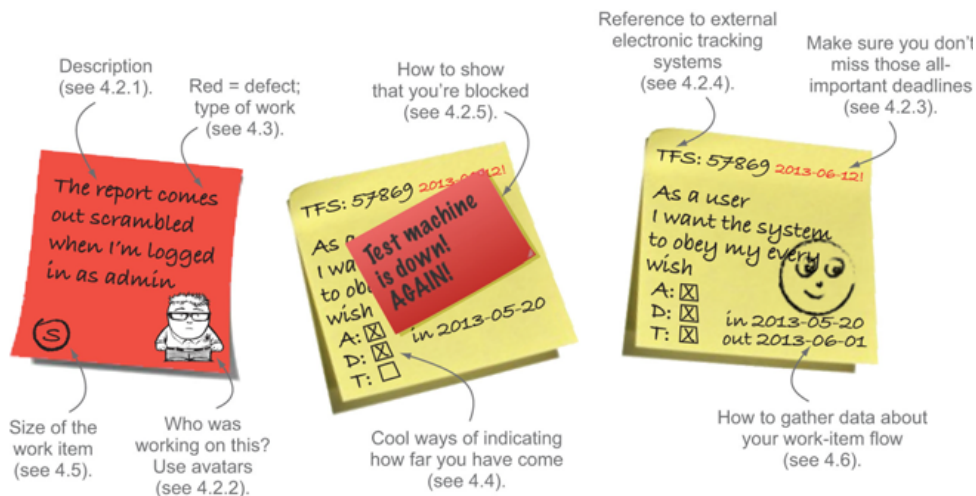 Description
(see 4.2.1).
Red = defect;
type of work
(see 4.3).
The report comes
out scrambled
when I'm logged
in as admin
S
Size of the
work item
(see 4.5).
Who was
working on this?
Use avatars
(see 4.2.2).
How to show
that you're blocked
(see 4.2.5).
TFS: 57869
Test machine
is down!
AGAIN!
I
to
wish
in 2013-05-20
A: X
D: X
T:
Cool ways of indicating
how far you have come
(see 4.4).
Reference to external
electronic tracking
systems
(see 4.2.4).
Make sure you don't
miss those all-
important deadlines
(see 4.2.3).
TFS: 57869 2013-06-12!
As a user
I want the system
to obey my every
wish
A: X
D: X
T: X
in 2013-05-20
out 2013-06-01
How to gather data about
your work-item flow
(see 4.6).